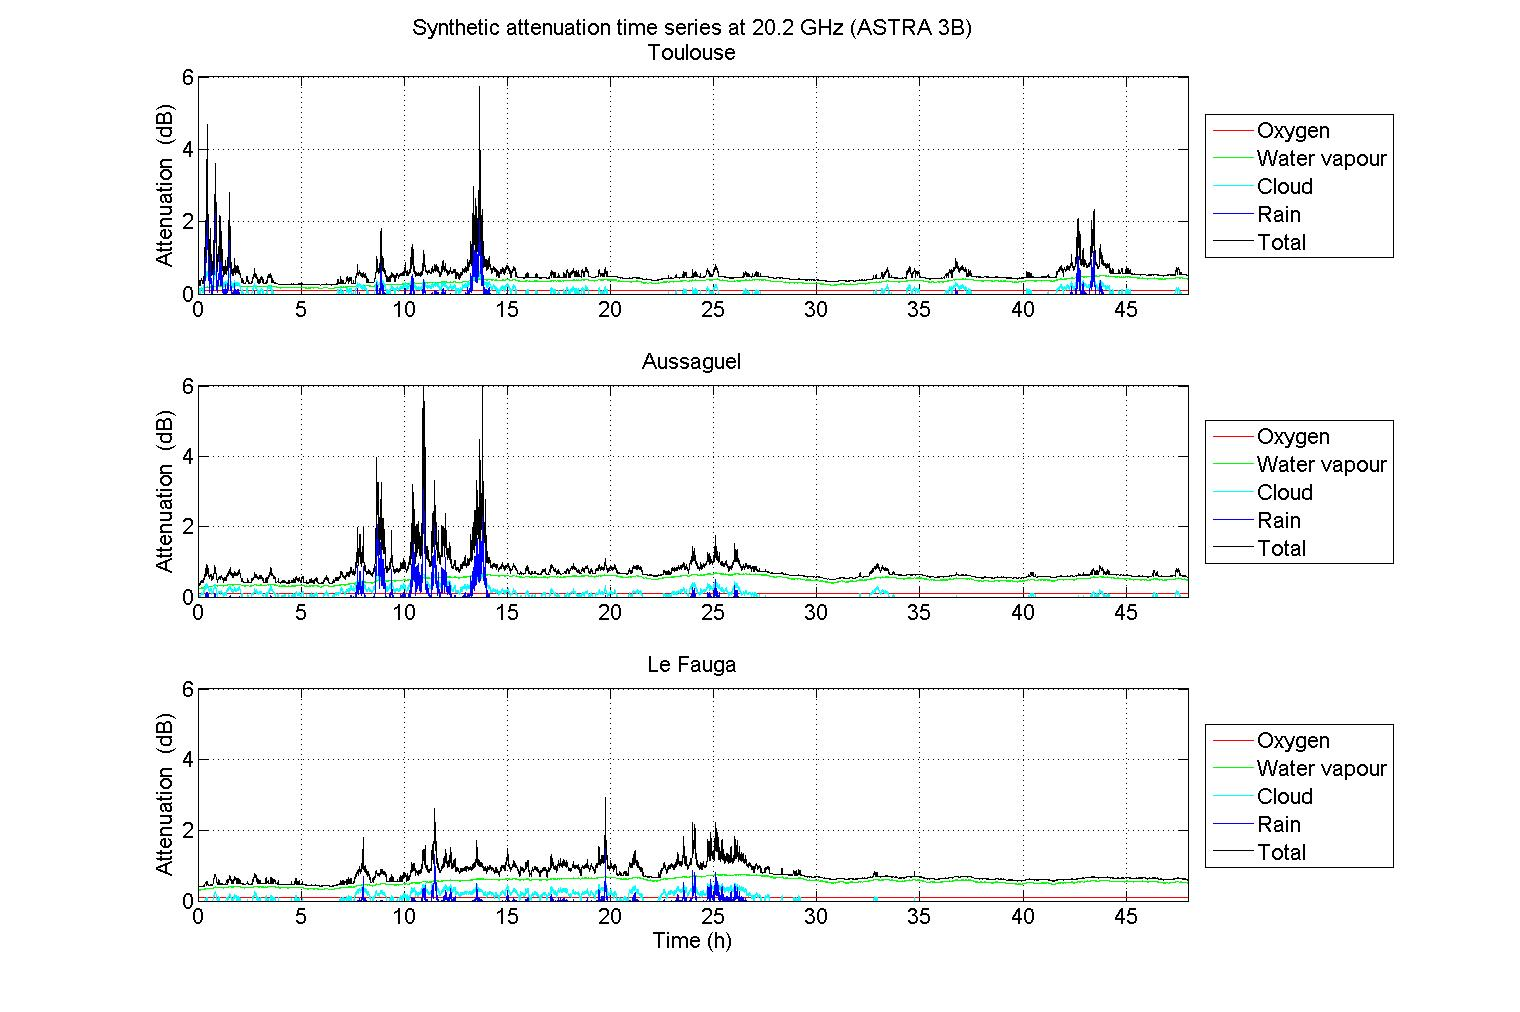 Synthetic attenuation time series at 20.2 GHz (ASTRA 3B)
Toulouse
Attenuation (dB)
6
4
2
0
0 5 10 15 20 25 30 35 40 45
Oxygen
Water vapour
Cloud
Rain
Total
Aussaguel
Attenuation (dB)
6
4
2
0
0 5 10 15 20 25 30 35 40 45
Oxygen
Water vapour
Cloud
Rain
Total
Le Fauga
Attenuation (dB)
6
4
2
0
0 5 10 15 20 25 30 35 40 45
Time (h)
Oxygen
Water vapour
Cloud
Rain
Total